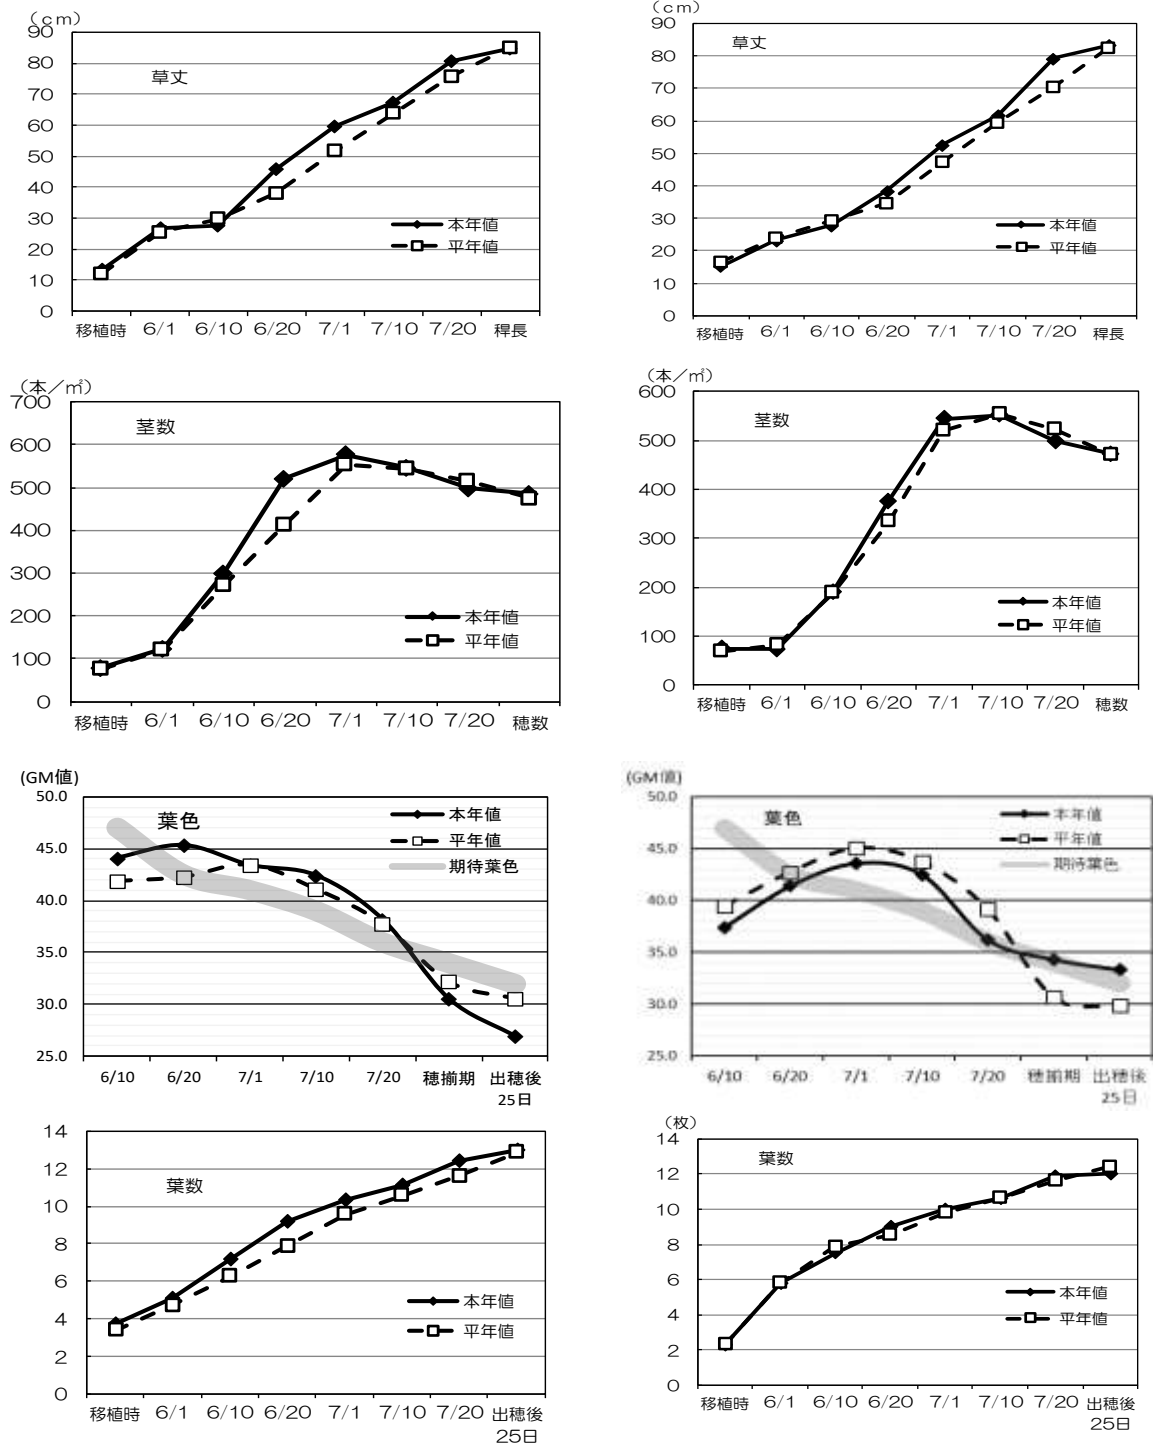 （cm）
90
80
70
60
50
40
30
20
10
0
草丈
本年値
平年値
移植時 6/1 6/10 6/20 7/1 7/10 7/20 稈長
（cm）
90
80
70
60
50
40
30
20
10
0
草丈
本年値
平年値
移植時 6/1 6/10 6/20 7/1 7/10 7/20 稈長
（本／㎡）
700
600
500
400
300
200
100
0
茎数
本年値
平年値
移植時 6/1 6/10 6/20 7/1 7/10 7/20 穂数
（本／㎡）
600
500
400
300
200
100
0
茎数
本年値
平年値
移植時 6/1 6/10 6/20 7/1 7/10 7/20 穂数
(GM値)
50.0
45.0
40.0
35.0
30.0
25.0
葉色
本年値
平年値
期待葉色
6/10 6/20 7/1 7/10 7/20 穂揃期 出穂後
25日
(GM値)
50.0
45.0
40.0
35.0
30.0
25.0
葉色
本年値
平年値
期待葉色
6/10 6/20 7/1 7/10 7/20 穂揃期 出穂後
25日
14
12
10
8
6
4
2
0
葉数
本年値
平年値
移植時 6/1 6/10 6/20 7/1 7/10 7/20 出穂後
25日
（枚）
14
12
10
8
6
4
2
0
葉数
本年値
平年値
移植時 6/1 6/10 6/20 7/1 7/10 7/20 出穂後
25日